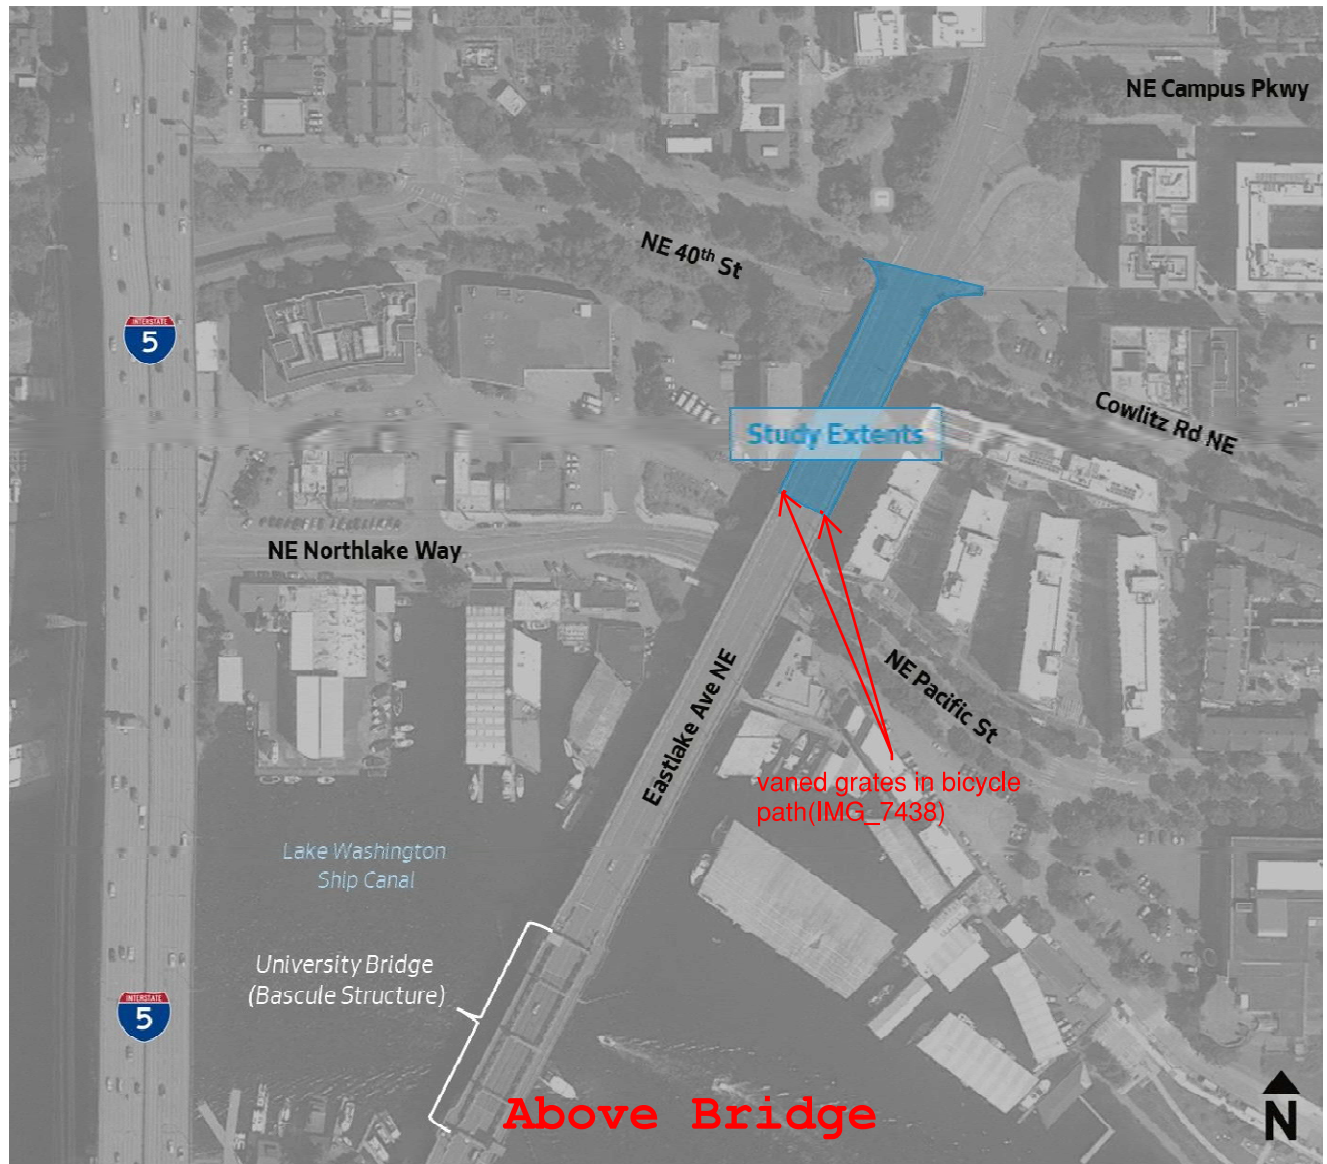 NE Campus Pkwy
NE 40th St
INTERSTATE
5
Study Extents
Cowlitz Rd NE
NE Northlake Way
Eastlake Ave NE
NE Pacific St
vaned grates in bicycle
path(IMG_7438)
Lake Washington
Ship Canal
University Bridge
(Bascule Structure)
INTERSTATE
5
Above Bridge
N